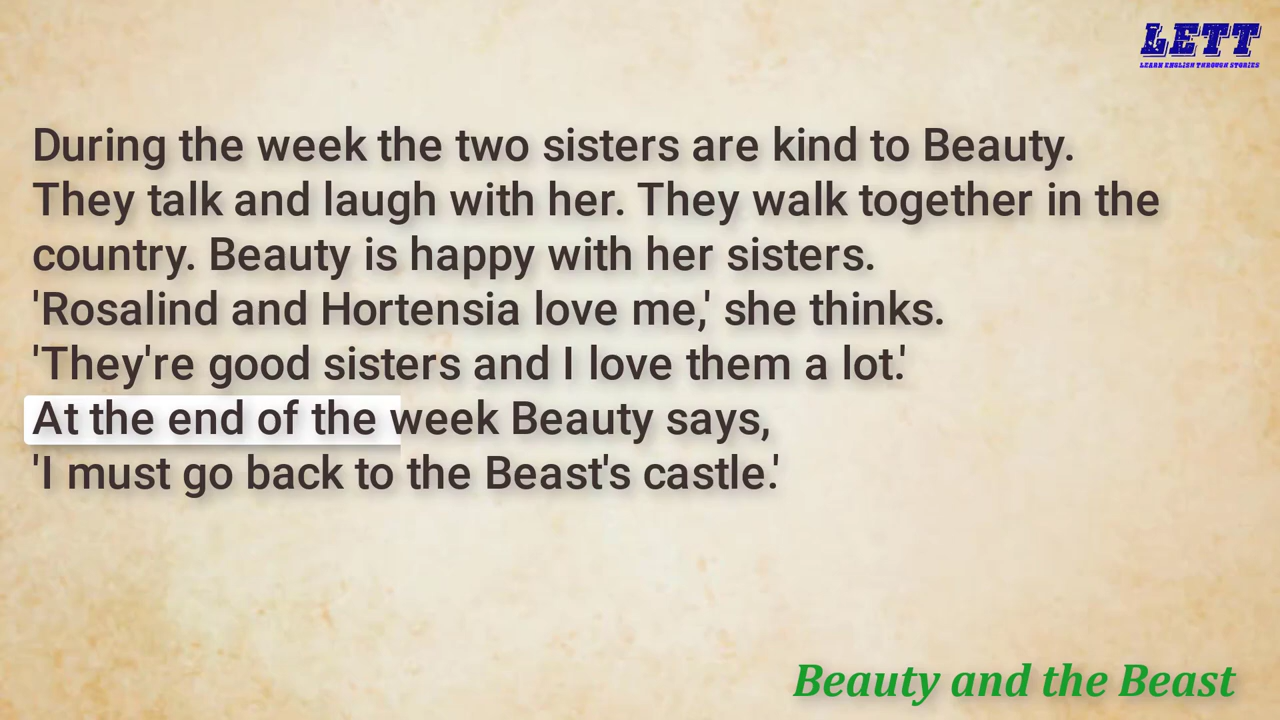 LETT
LEARN ENGLISH THROUGH STORIES
During the week the two sisters are kind to Beauty.
They talk and laugh with her. They walk together in the
country. Beauty is happy with her sisters.
'Rosalind and Hortensia love me,' she thinks.
'They're good sisters and I love them a lot.'
At the end of the week Beauty says,
'I must go back to the Beast's castle.'
Beauty and the Beast